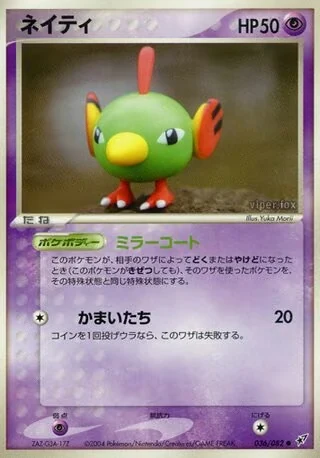 ネイティ HP50
viper.fox
たね Illus. Yuka Morii
ポケボディー ミラーコート
このポケモンが、相手のワザによってどくまたはやけどになった
とき（このポケモンがきぜつしても）、そのワザを使ったポケモンを、
その特殊状態と同じ特殊状態にする。
かまいたち 20
コインを1回投げウラなら、このワザは失敗する。
弱点 抵抗力 にげる
ZAZ-G3A-17Z ©2004 Pokémon/Nintendo/Creatures/GAME FREAK. 036/082 ●